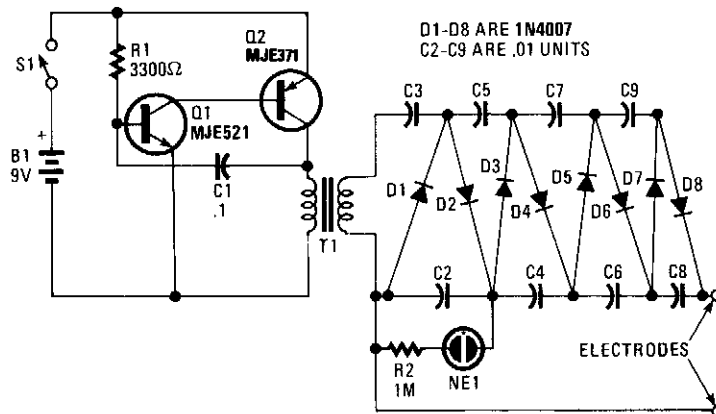 D1-D8 ARE 1N4007
C2-C9 ARE .01 UNITS
S1
R1
3300Ω
Q2
MJE371
Q1
MJE521
+
B1
9V
C1
.1
T1
C3
C5
C7
C9
D1
D2
D3
D4
D5
D6
D7
D8
C2
C4
C6
C8
R2
1M
NE1
ELECTRODES